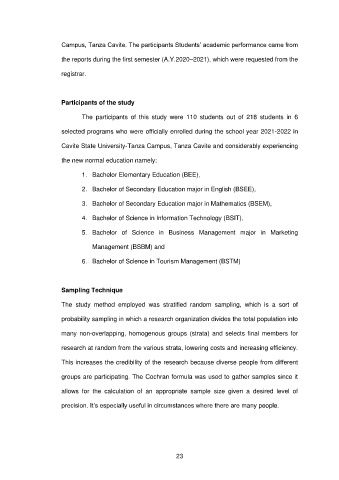 Campus, Tanza Cavite. The participants Students' academic performance came from
the reports during the first semester (A.Y.2020–2021), which were requested from the
registrar.
Participants of the study
The participants of this study were 110 students out of 218 students in 6
selected programs who were officially enrolled during the school year 2021-2022 in
Cavite State University-Tanza Campus, Tanza Cavite and considerably experiencing
the new normal education namely:
1. Bachelor Elementary Education (BEE),
2. Bachelor of Secondary Education major in English (BSEE),
3. Bachelor of Secondary Education major in Mathematics (BSEM),
4. Bachelor of Science in Information Technology (BSIT),
5. Bachelor of Science in Business Management major in Marketing
Management (BSBM) and
6. Bachelor of Science in Tourism Management (BSTM)
Sampling Technique
The study method employed was stratified random sampling, which is a sort of
probability sampling in which a research organization divides the total population into
many non-overlapping, homogenous groups (strata) and selects final members for
research at random from the various strata, lowering costs and increasing efficiency.
This increases the credibility of the research because diverse people from different
groups are participating. The Cochran formula was used to gather samples since it
allows for the calculation of an appropriate sample size given a desired level of
precision. It's especially useful in circumstances where there are many people.
23